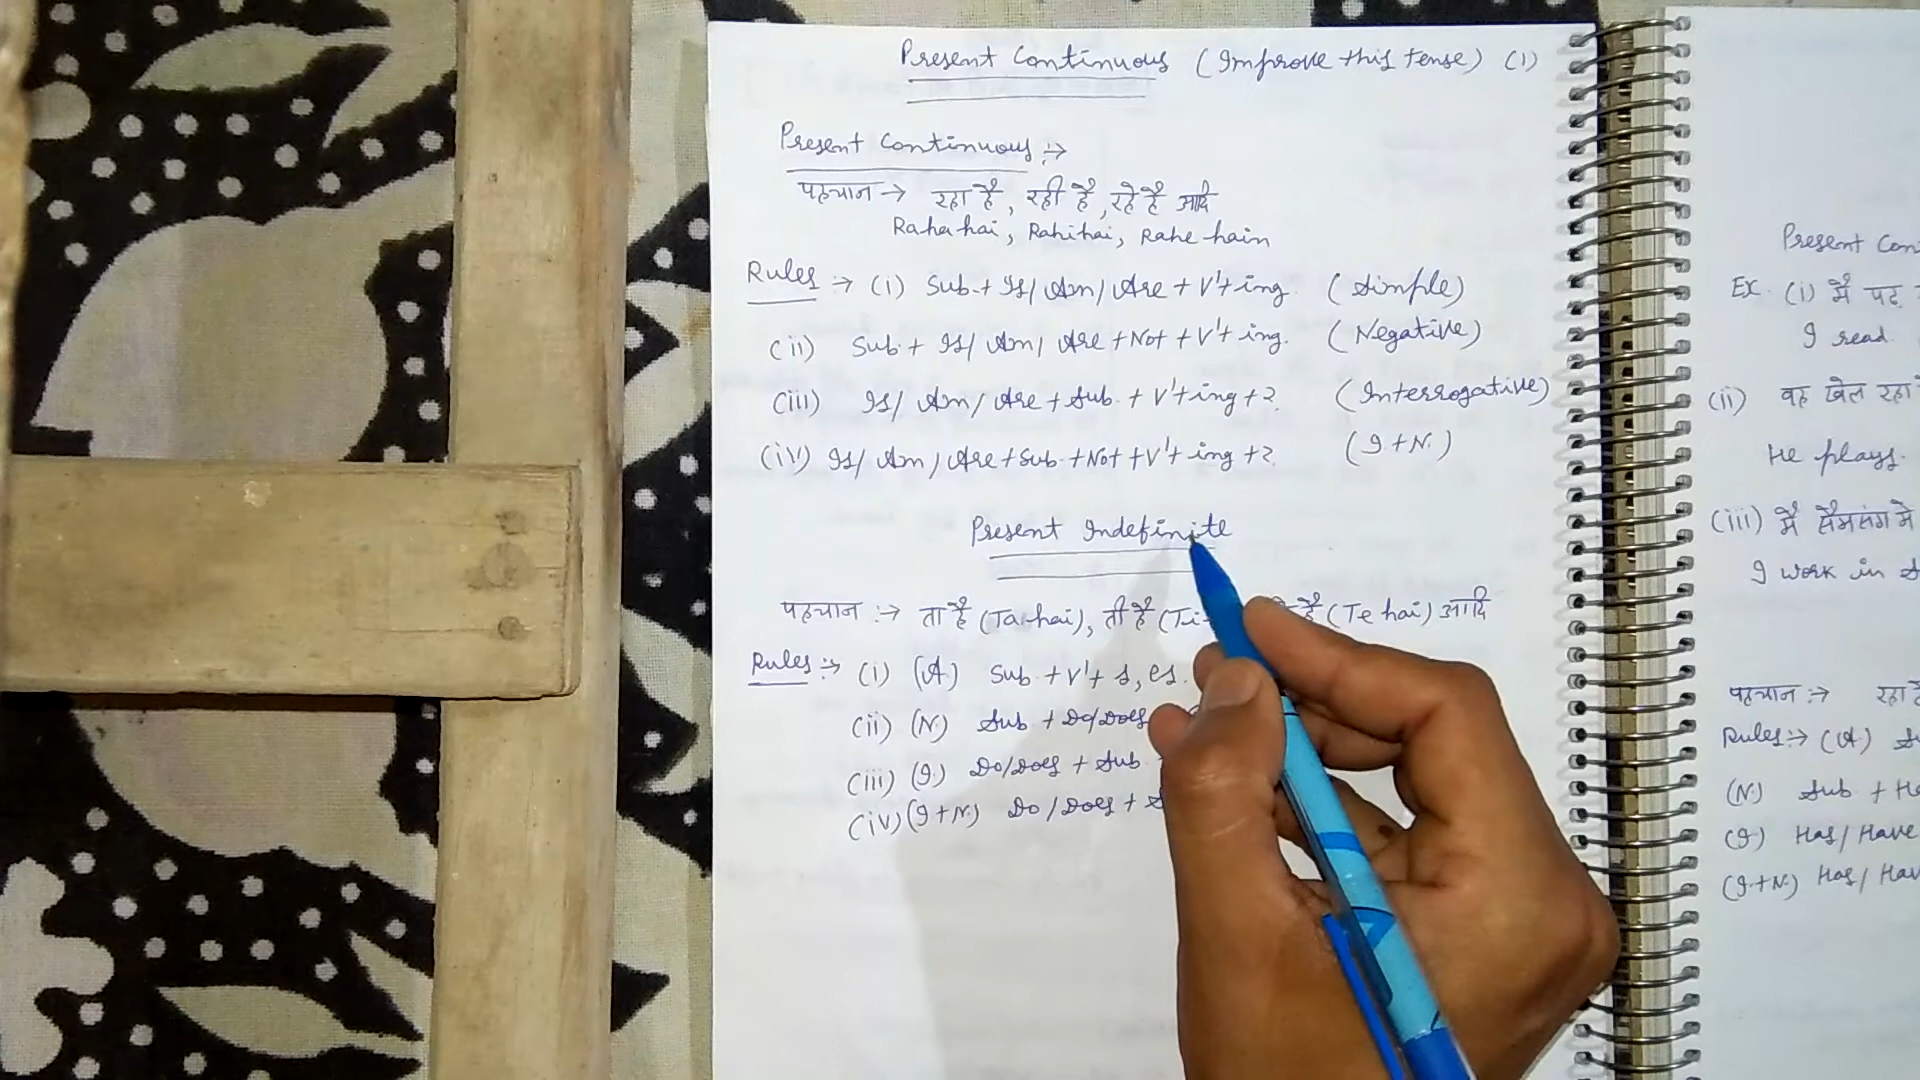 Present Continuous (Improve this tense) (1)
Present Continuous :→
पहचान → रहा है, रही है, रहे है आदि
Raha hai, Rahi hai, Rahe hain
Rules :→ (i) Sub + Is/ Am/ Are + V¹+ ing. (Simple)
(ii) Sub + Is/ Am/ Are + Not + V¹+ ing. (Negative)
(iii) Is/ Am/ Are + Sub + V¹+ ing + ? (Interrogative)
(iv) Is/ Am/ Are + Sub + Not + V¹+ ing + ? (I + N.)
Present Indefinite
पहचान :→ ता है (Ta hai), ती है (Ti है (Te hai) आदि
Rules :→ (i) (A) Sub + V¹+ s, es.
(ii) (N) Sub + Do/Does
(iii) (I.) Do/Does + Sub
(iv) (I+N.) Do/Does +
Present Con
Ex. (i) मैं पढ़
I read
(ii) वह खेल रहा
He plays.
(iii) मैं सैमसंग में
I work in
पहचान :→ रहा
Rules :→ (A)
(N.) Sub +
(I.) Has/ Have
(I+N.) Has/